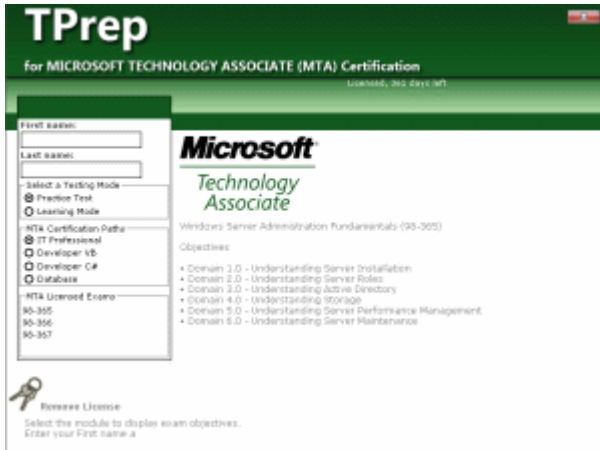 TPrep
for MICROSOFT TECHNOLOGY ASSOCIATE (MTA) Certification
Licensed, 362 days left
First name:
Last name:
Select a Testing Mode
Practice Test
Learning Mode
MTA Certification Paths
IT Professional
Developer VB
Developer C#
Database
MTA Licensed Exams
98-365
98-366
98-367
Microsoft
Technology
Associate
Windows Server Administration Fundamentals (98-365)
Objectives
• Domain 1.0 - Understanding Server Installation
• Domain 2.0 - Understanding Server Roles
• Domain 3.0 - Understanding Active Directory
• Domain 4.0 - Understanding Storage
• Domain 5.0 - Understanding Server Performance Management
• Domain 6.0 - Understanding Server Maintenance
Remove License
Select the module to display exam objectives.
Enter your First name a